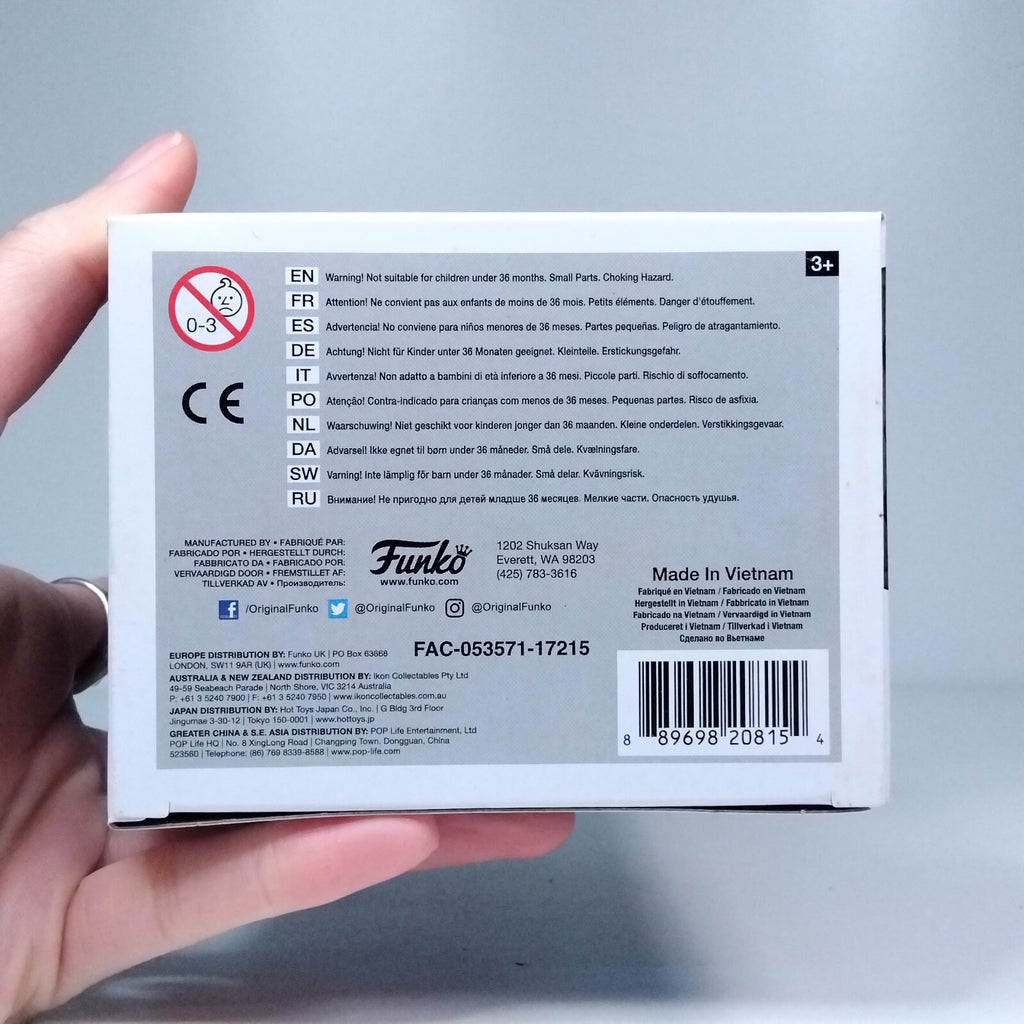 3+
0-3
EN Warning! Not suitable for children under 36 months. Small Parts. Choking Hazard.
FR Attention! Ne convient pas aux enfants de moins de 36 mois. Petits éléments. Danger d'étouffement.
ES Advertencia! No conviene para niños menores de 36 meses. Partes pequeñas. Peligro de atragantamiento.
DE Achtung! Nicht für Kinder unter 36 Monaten geeignet. Kleinteile. Erstickungsgefahr.
IT Avvertenza! Non adatto a bambini di età inferiore a 36 mesi. Piccole parti. Rischio di soffocamento.
PO Atenção! Contra-indicado para crianças com menos de 36 meses. Pequenas partes. Risco de asfixia.
NL Waarschuwing! Niet geschikt voor kinderen jonger dan 36 maanden. Kleine onderdelen. Verstikkingsgevaar.
DA Advarsel! Ikke egnet til børn under 36 måneder. Små dele. Kvælningsfare.
SW Varning! Inte lämplig för barn under 36 månader. Små delar. Kvävningsrisk.
RU Внимание! Не пригодно для детей младше 36 месяцев. Мелкие части. Опасность удушья.
CE
MANUFACTURED BY • FABRIQUÉ PAR:
FABRICADO POR • HERGESTELLT DURCH:
FABBRICATO DA • FABRICADO POR:
VERVAARDIGD DOOR • FREMSTILLET AF:
TILLVERKAD AV • Производитель:
Funko
www.funko.com
1202 Shuksan Way
Everett, WA 98203
(425) 783-3616
/OriginalFunko @OriginalFunko @OriginalFunko
Made In Vietnam
Fabriqué en Vietnam / Fabricado en Vietnam
Hergestellt in Vietnam / Fabbricato in Vietnam
Fabricado na Vietnam / Vervaardigd in Vietnam
Produceret i Vietnam / Tillverkad i Vietnam
Сделано во Вьетнаме
FAC-053571-17215
EUROPE DISTRIBUTION BY: Funko UK | PO Box 63668
LONDON, SW11 9AR (UK) | www.funko.com
AUSTRALIA & NEW ZEALAND DISTRIBUTION BY: Ikon Collectables Pty Ltd
49-59 Seabeach Parade | North Shore, VIC 3214 Australia
P: +61 3 5240 7900 | F: +61 3 5240 7950 | www.ikoncollectables.com.au
JAPAN DISTRIBUTION BY: Hot Toys Japan Co., Inc. | G Bldg 3rd Floor
Jingumae 3-30-12 | Tokyo 150-0001 | www.hottoys.jp
GREATER CHINA & S.E. ASIA DISTRIBUTION BY: POP Life Entertainment, Ltd
POP Life HQ | No. 8 XingLong Road | Changping Town, Dongguan, China
523560 | Telephone: (86) 769 8339-8588 | www.pop-life.com
8 89698 20815 4